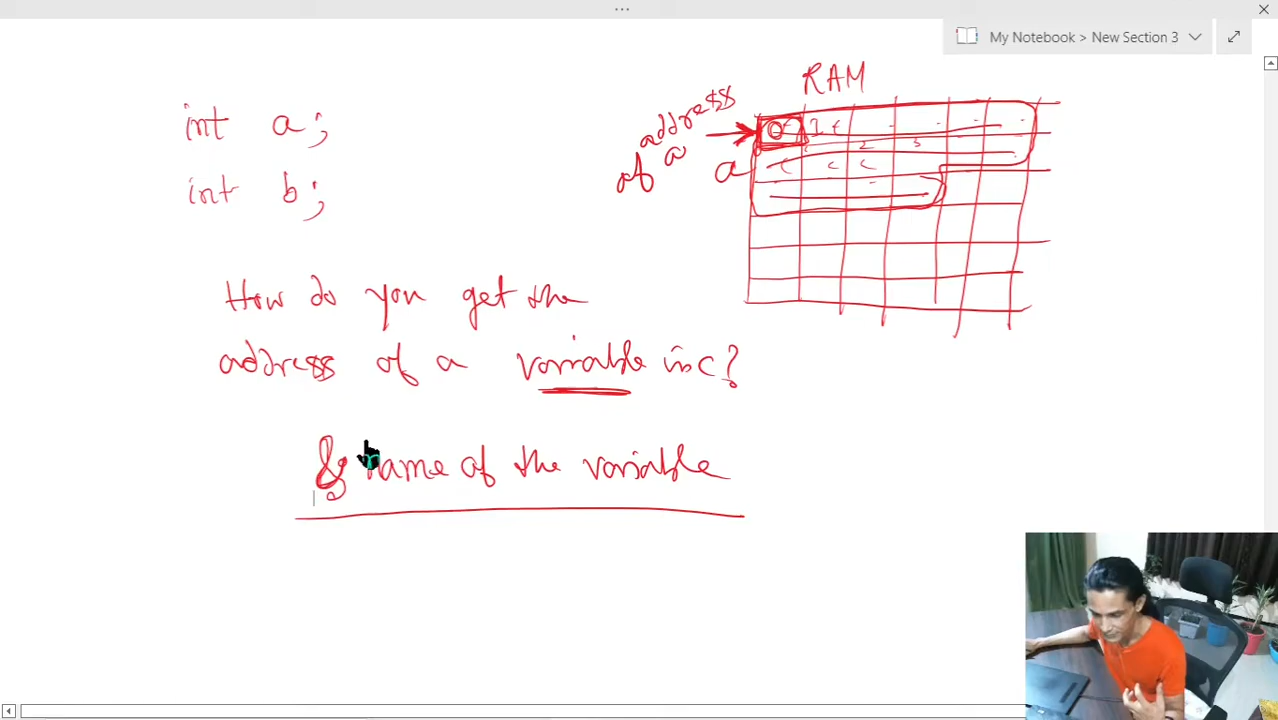 My Notebook > New Section 3
RAM
int a;
int b;
address
of a
a
How do you get the
address of a variable in c?
& name of the variable